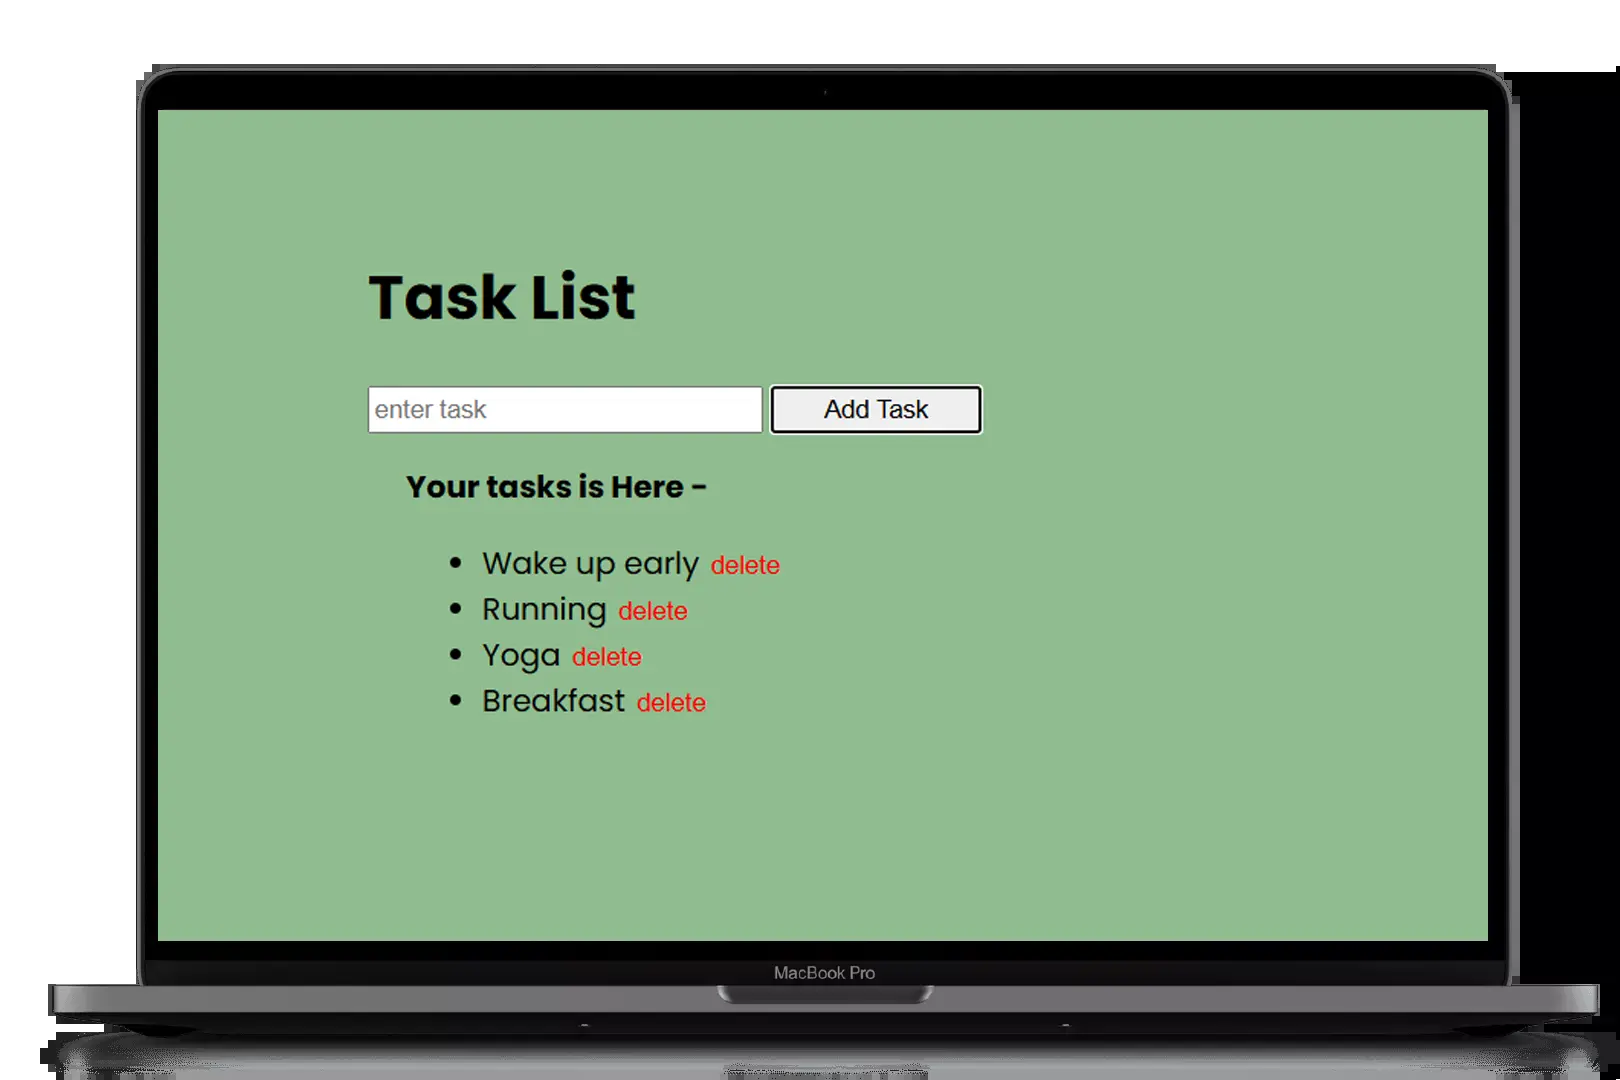 Task List
enter task Add Task
Your tasks is Here -
Wake up early delete
Running delete
Yoga delete
Breakfast delete
MacBook Pro